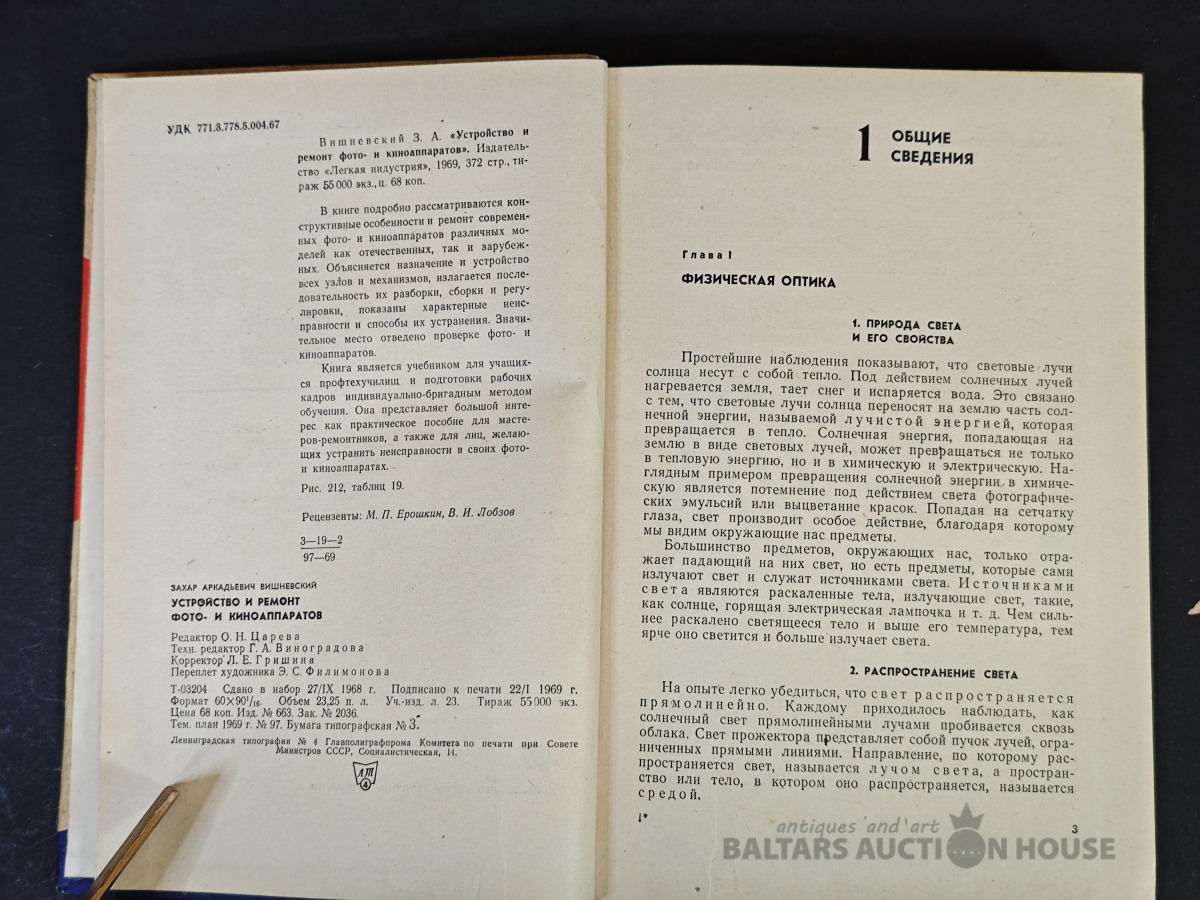 УДК 771.3.778.5.004.67
Вишневский З. А. «Устройство и
ремонт фото- и киноаппаратов». Издатель-
ство «Легкая индустрия», 1969, 372 стр., ти-
раж 55 000 экз., ц. 68 коп.
В книге подробно рассматриваются кон-
структивные особенности и ремонт современ-
ных фото- и киноаппаратов различных мо-
делей как отечественных, так и зарубеж-
ных. Объясняется назначение и устройство
всех узлов и механизмов, излагается после-
довательность их разборки, сборки и регу-
лировки, показаны характерные неис-
правности и способы их устранения. Значи-
тельное место отведено проверке фото- и
киноаппаратов.
Книга является учебником для учащих-
ся профтехучилищ и подготовки рабочих
кадров индивидуально-бригадным методом
обучения. Она представляет большой инте-
рес как практическое пособие для масте-
ров-ремонтников, а также для лиц, желаю-
щих устранить неисправности в своих фото-
и киноаппаратах.
Рис. 212, таблиц 19.
Рецензенты: М. П. Ерошкин, В. И. Лобзов
3—19—2
97—69
ЗАХАР АРКАДЬЕВИЧ ВИШНЕВСКИЙ
УСТРОЙСТВО И РЕМОНТ
ФОТО- И КИНОАППАРАТОВ
Редактор О. Н. Царева
Техн. редактор Г. А. Виноградова
Корректор Л. Е. Гришина
Переплет художника Э. С. Филимонова
Т-03204 Сдано в набор 27/IX 1968 г. Подписано к печати 22/I 1969 г.
Формат 60×90¹/₁₆. Объем 23,25 п. л. Уч.-изд. л. 23. Тираж 55 000 экз.
Цена 68 коп. Изд. № 663. Зак. № 2036.
Тем. план 1969 г. № 97. Бумага типографская № 3.
Ленинградская типография № 4 Главполиграфпрома Комитета по печати при Совете
Министров СССР, Социалистическая, 14.
ЛТ
4
1 ОБЩИЕ
СВЕДЕНИЯ
Глава I
ФИЗИЧЕСКАЯ ОПТИКА
1. ПРИРОДА СВЕТА
И ЕГО СВОЙСТВА
Простейшие наблюдения показывают, что световые лучи
солнца несут с собой тепло. Под действием солнечных лучей
нагревается земля, тает снег и испаряется вода. Это связано
с тем, что световые лучи солнца переносят на землю часть сол-
нечной энергии, называемой лучистой энергией, которая
превращается в тепло. Солнечная энергия, попадающая на
землю в виде световых лучей, может превращаться не только
в тепловую энергию, но и в химическую и электрическую. На-
глядным примером превращения солнечной энергии в химиче-
скую является потемнение под действием света фотографиче-
ских эмульсий или выцветание красок. Попадая на сетчатку
глаза, свет производит особое действие, благодаря которому
мы видим окружающие нас предметы.
Большинство предметов, окружающих нас, только отра-
жает падающий на них свет, но есть предметы, которые сами
излучают свет и служат источниками света. Источниками
света являются раскаленные тела, излучающие свет, такие,
как солнце, горящая электрическая лампочка и т. д. Чем силь-
нее раскалено светящееся тело и выше его температура, тем
ярче оно светится и больше излучает света.
2. РАСПРОСТРАНЕНИЕ СВЕТА
На опыте легко убедиться, что свет распространяется
прямолинейно. Каждому приходилось наблюдать, как
солнечный свет прямолинейными лучами пробивается сквозь
облака. Свет прожектора представляет собой пучок лучей, огра-
ниченных прямыми линиями. Направление, по которому рас-
пространяется свет, называется лучом света, а простран-
ство или тело, в котором оно распространяется, называется
средой.
1*
3
antiques and art
BALTARS AUCTION HOUSE